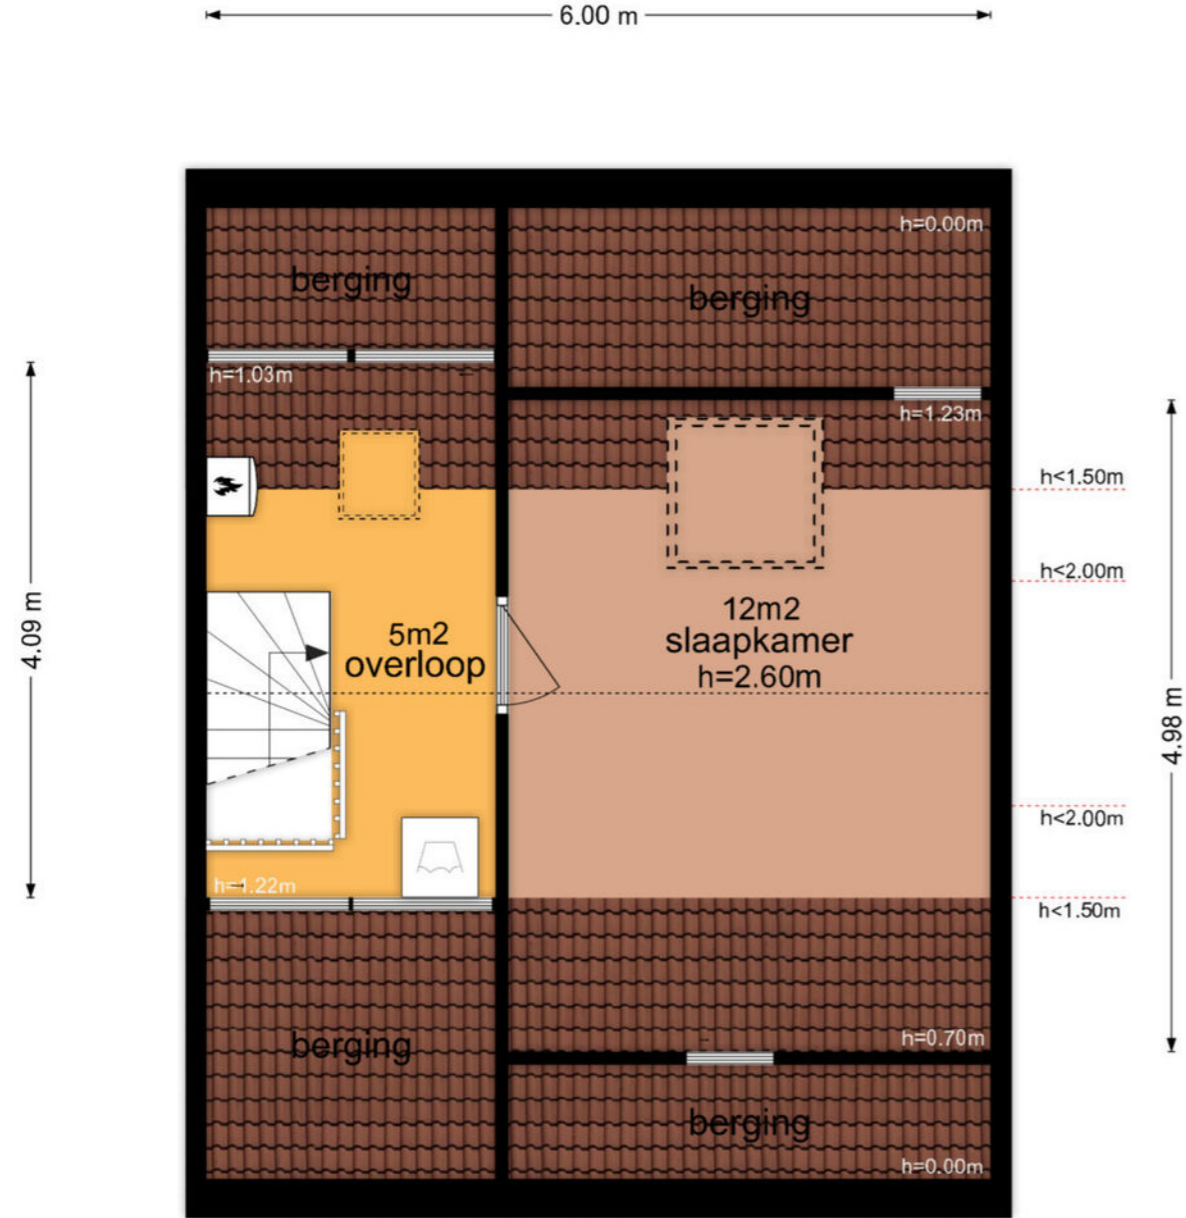 6.00 m
h=0.00m
berging
berging
h=1.03m
h=1.23m
h<1.50m
h<2.00m
12m2
5m2
slaapkamer
overloop
h=2.60m
4.09 m
4.98 m
h<2.00m
h=1.22m
h<1.50m
h=0.70m
berging
berging
h=0.00m